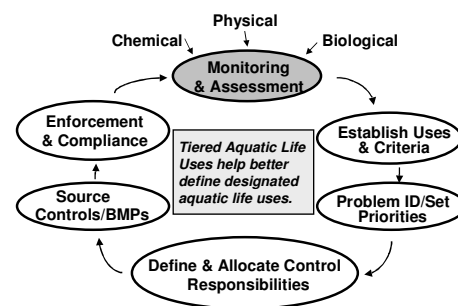 Physical
Chemical
Biological
Monitoring
& Assessment
Enforcement
& Compliance
Tiered Aquatic Life
Uses help better
define designated
aquatic life uses.
Establish Uses
& Criteria
Source
Controls/BMPs
Problem ID/Set
Priorities
Define & Allocate Control
Responsibilities